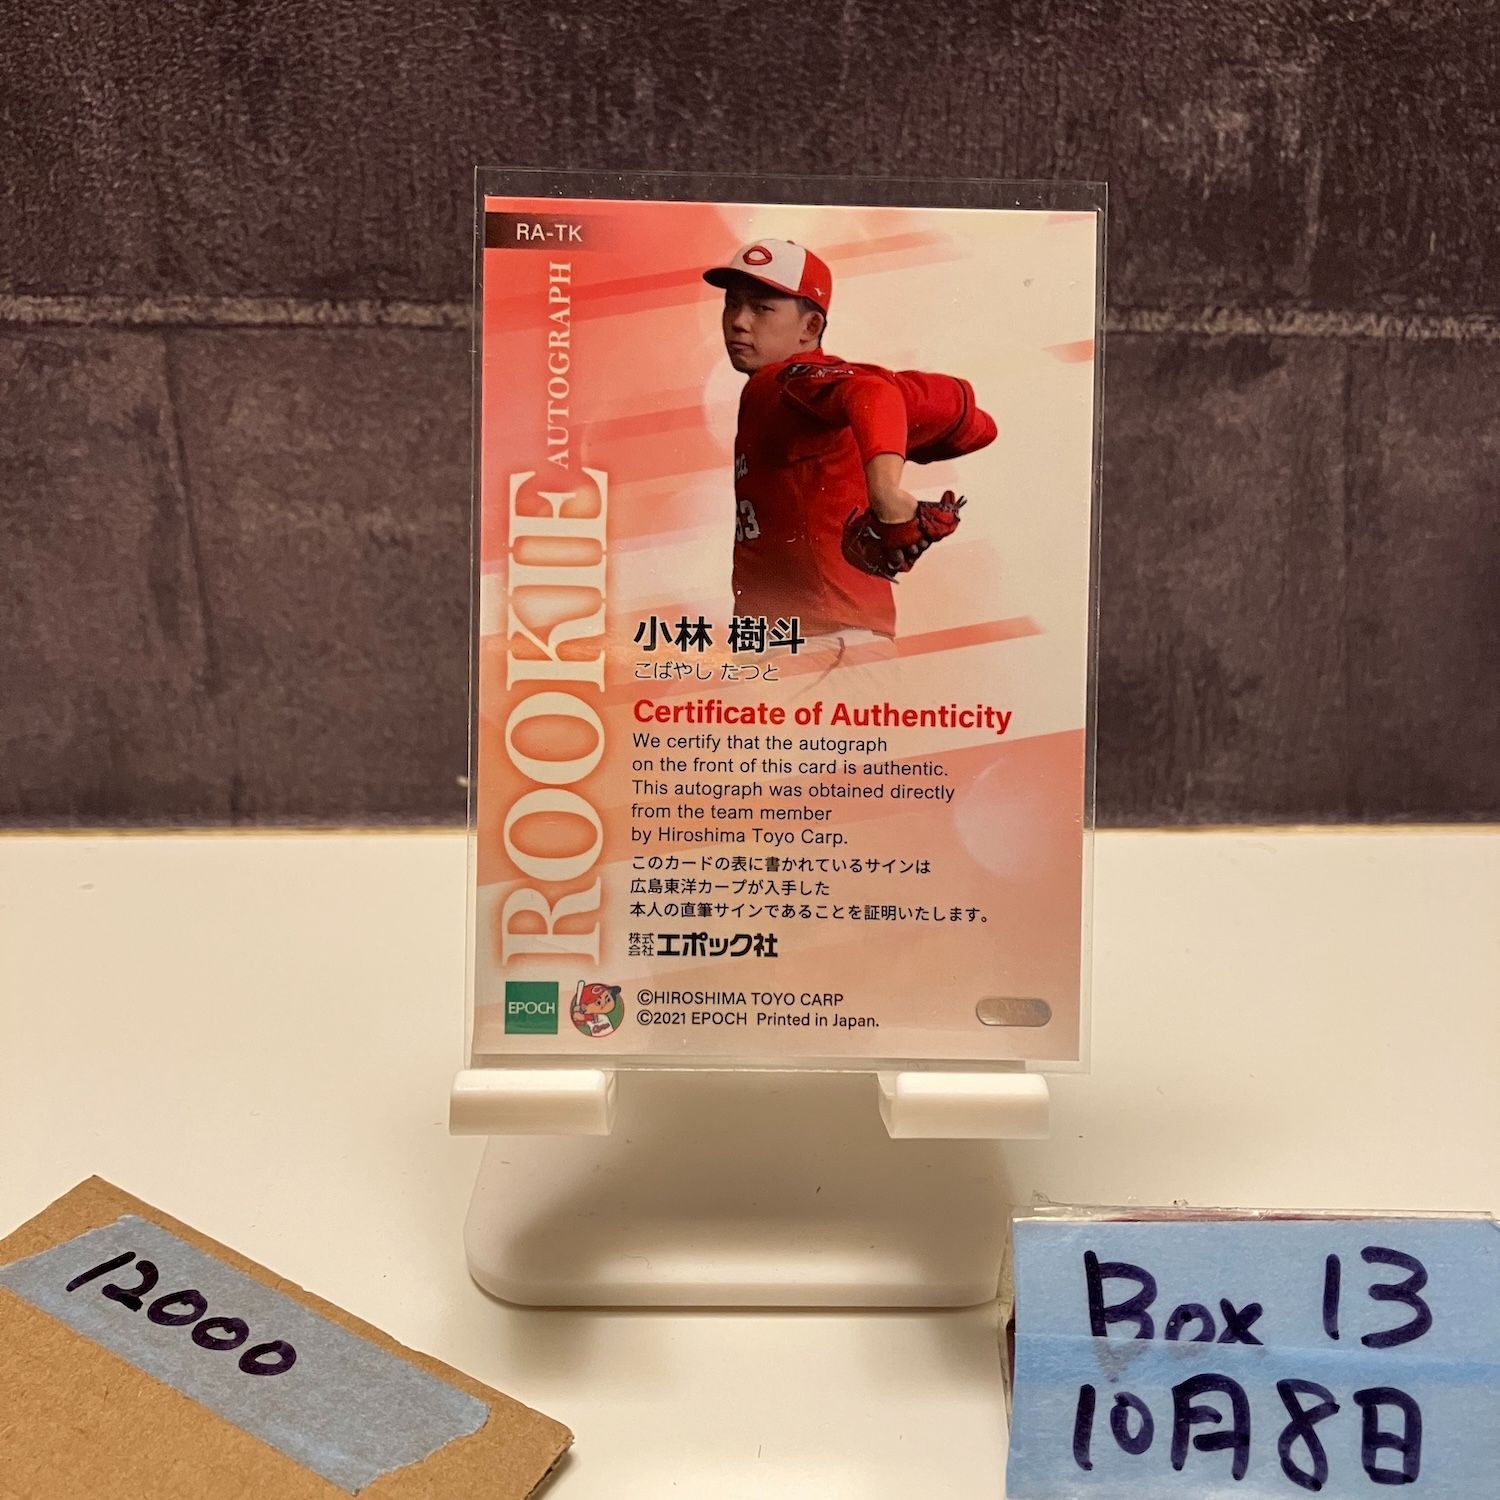 RA-TK
ROOKIE AUTOGRAPH
53
小林 樹斗
こばやし たつと
Certificate of Authenticity
We certify that the autograph
on the front of this card is authentic.
This autograph was obtained directly
from the team member
by Hiroshima Toyo Carp.
このカードの表に書かれているサインは
広島東洋カープが入手した
本人の直筆サインであることを証明いたします。
株式会社エポック社
EPOCH
©HIROSHIMA TOYO CARP
©2021 EPOCH Printed in Japan.
12000
Box 13
10月8日